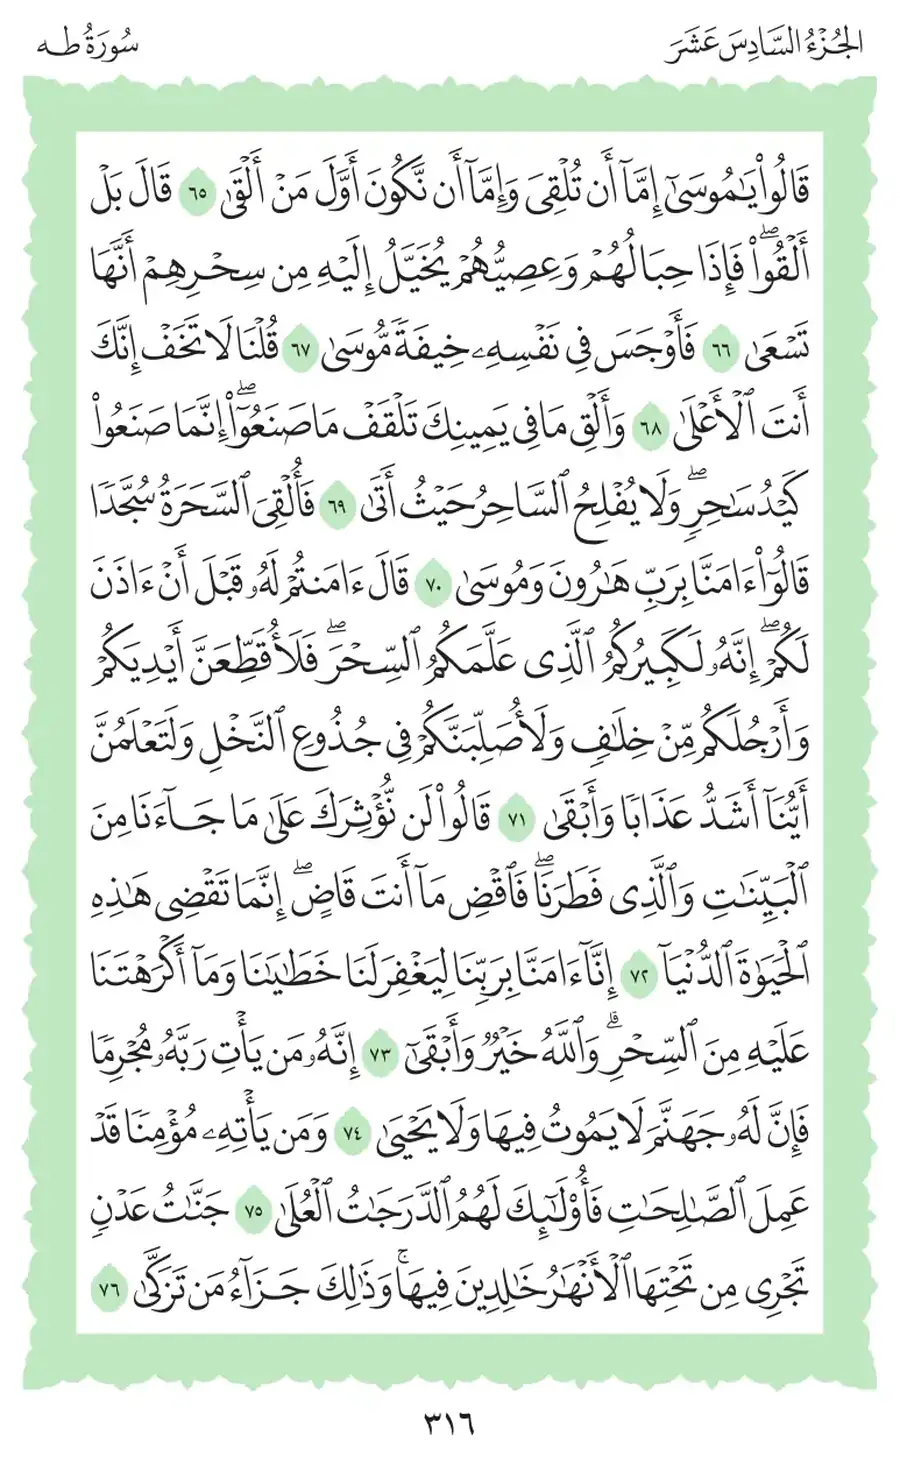 الجُزْءُ السَّادِسَ عَشَرَ
سُورَةُ طه
قَالُواْ يَٰمُوسَىٰٓ إِمَّآ أَن تُلۡقِيَ وَإِمَّآ أَن نَّكُونَ أَوَّلَ مَنۡ أَلۡقَىٰ ٦٥ قَالَ بَلۡ
أَلۡقُواْۖ فَإِذَا حِبَالُهُمۡ وَعِصِيُّهُمۡ يُخَيَّلُ إِلَيۡهِ مِن سِحۡرِهِمۡ أَنَّهَا
تَسۡعَىٰ ٦٦ فَأَوۡجَسَ فِي نَفۡسِهِۦ خِيفَةٗ مُّوسَىٰ ٦٧ قُلۡنَا لَا تَخَفۡ إِنَّكَ
أَنتَ ٱلۡأَعۡلَىٰ ٦٨ وَأَلۡقِ مَا فِي يَمِينِكَ تَلۡقَفۡ مَا صَنَعُوٓاْۖ إِنَّمَا صَنَعُواْ
كَيۡدُ سَٰحِرٖۖ وَلَا يُفۡلِحُ ٱلسَّاحِرُ حَيۡثُ أَتَىٰ ٦٩ فَأُلۡقِيَ ٱلسَّحَرَةُ سُجَّدٗا
قَالُوٓاْ ءَامَنَّا بِرَبِّ هَٰرُونَ وَمُوسَىٰ ٧٠ قَالَ ءَامَنتُمۡ لَهُۥ قَبۡلَ أَنۡ ءَاذَنَ
لَكُمۡۖ إِنَّهُۥ لَكَبِيرُكُمُ ٱلَّذِي عَلَّمَكُمُ ٱلسِّحۡرَۖ فَلَأُقَطِّعَنَّ أَيۡدِيَكُمۡ
وَأَرۡجُلَكُم مِّنۡ خِلَٰفٖ وَلَأُصَلِّبَنَّكُمۡ فِي جُذُوعِ ٱلنَّخۡلِ وَلَتَعۡلَمُنَّ
أَيُّنَآ أَشَدُّ عَذَابٗا وَأَبۡقَىٰ ٧١ قَالُواْ لَن نُّؤۡثِرَكَ عَلَىٰ مَا جَآءَنَا مِنَ
ٱلۡبَيِّنَٰتِ وَٱلَّذِي فَطَرَنَاۖ فَٱقۡضِ مَآ أَنتَ قَاضٍۖ إِنَّمَا تَقۡضِي هَٰذِهِ
ٱلۡحَيَوٰةَ ٱلدُّنۡيَآ ٧٢ إِنَّآ ءَامَنَّا بِرَبِّنَا لِيَغۡفِرَ لَنَا خَطَٰيَٰنَا وَمَآ أَكۡرَهۡتَنَا
عَلَيۡهِ مِنَ ٱلسِّحۡرِۗ وَٱللَّهُ خَيۡرٞ وَأَبۡقَىٰٓ ٧٣ إِنَّهُۥ مَن يَأۡتِ رَبَّهُۥ مُجۡرِمٗا
فَإِنَّ لَهُۥ جَهَنَّمَ لَا يَمُوتُ فِيهَا وَلَا يَحۡيَىٰ ٧٤ وَمَن يَأۡتِهِۦ مُؤۡمِنٗا قَدۡ
عَمِلَ ٱلصَّٰلِحَٰتِ فَأُوْلَٰٓئِكَ لَهُمُ ٱلدَّرَجَٰتُ ٱلۡعُلَىٰ ٧٥ جَنَّٰتُ عَدۡنٖ
تَجۡرِي مِن تَحۡتِهَا ٱلۡأَنۡهَٰرُ خَٰلِدِينَ فِيهَاۚ وَذَٰلِكَ جَزَآءُ مَن تَزَكَّىٰ ٧٦
٣١٦